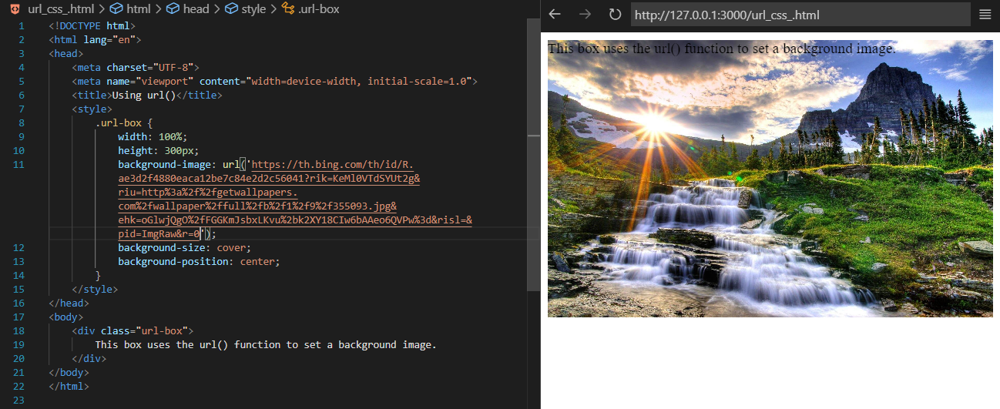 url_css_.html > html > head > style > .url-box
1 <!DOCTYPE html>
2 <html lang="en">
3 <head>
4 <meta charset="UTF-8">
5 <meta name="viewport" content="width=device-width, initial-scale=1.0">
6 <title>Using url()</title>
7 <style>
8 .url-box {
9 width: 100%;
10 height: 300px;
11 background-image: url('https://th.bing.com/th/id/R.
ae3d2f4880eaca12be7c84e2d2c56041?rik=KeMl0VTdSYUt2g&
riu=http%3a%2f%2fgetwallpapers.
com%2fwallpaper%2ffull%2fb%2f1%2f9%2f355093.jpg&
ehk=oGlwjQgO%2fFGGKmJsbxLKvu%2bk2XY18CIw6bAAeo6QVPw%3d&risl=&
pid=ImgRaw&r=0');
12 background-size: cover;
13 background-position: center;
14 }
15 </style>
16 </head>
17 <body>
18 <div class="url-box">
19 This box uses the url() function to set a background image.
20 </div>
21 </body>
22 </html>
23
http://127.0.0.1:3000/url_css_.html
This box uses the url() function to set a background image.